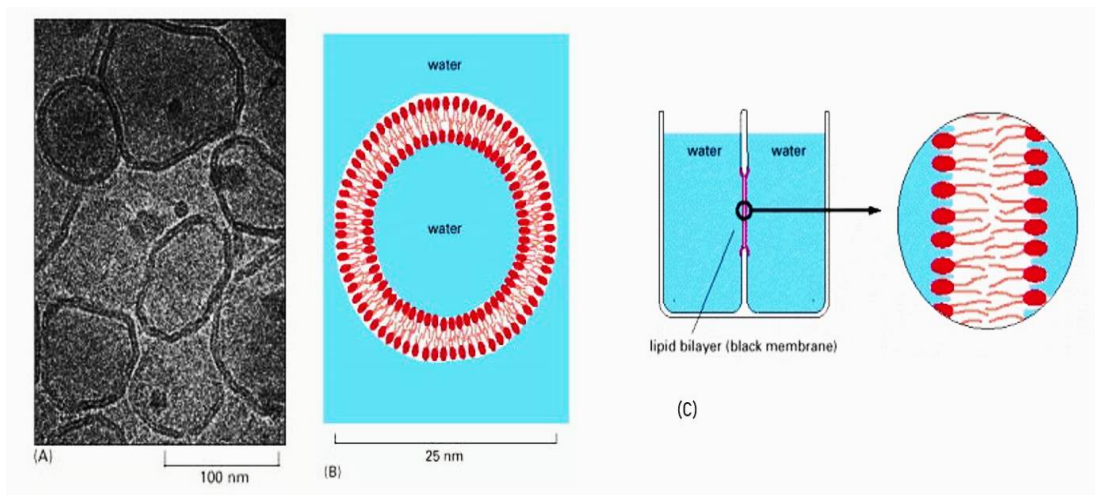 (A)
100 nm
water
water
25 nm
(B)
water
water
lipid bilayer (black membrane)
(C)